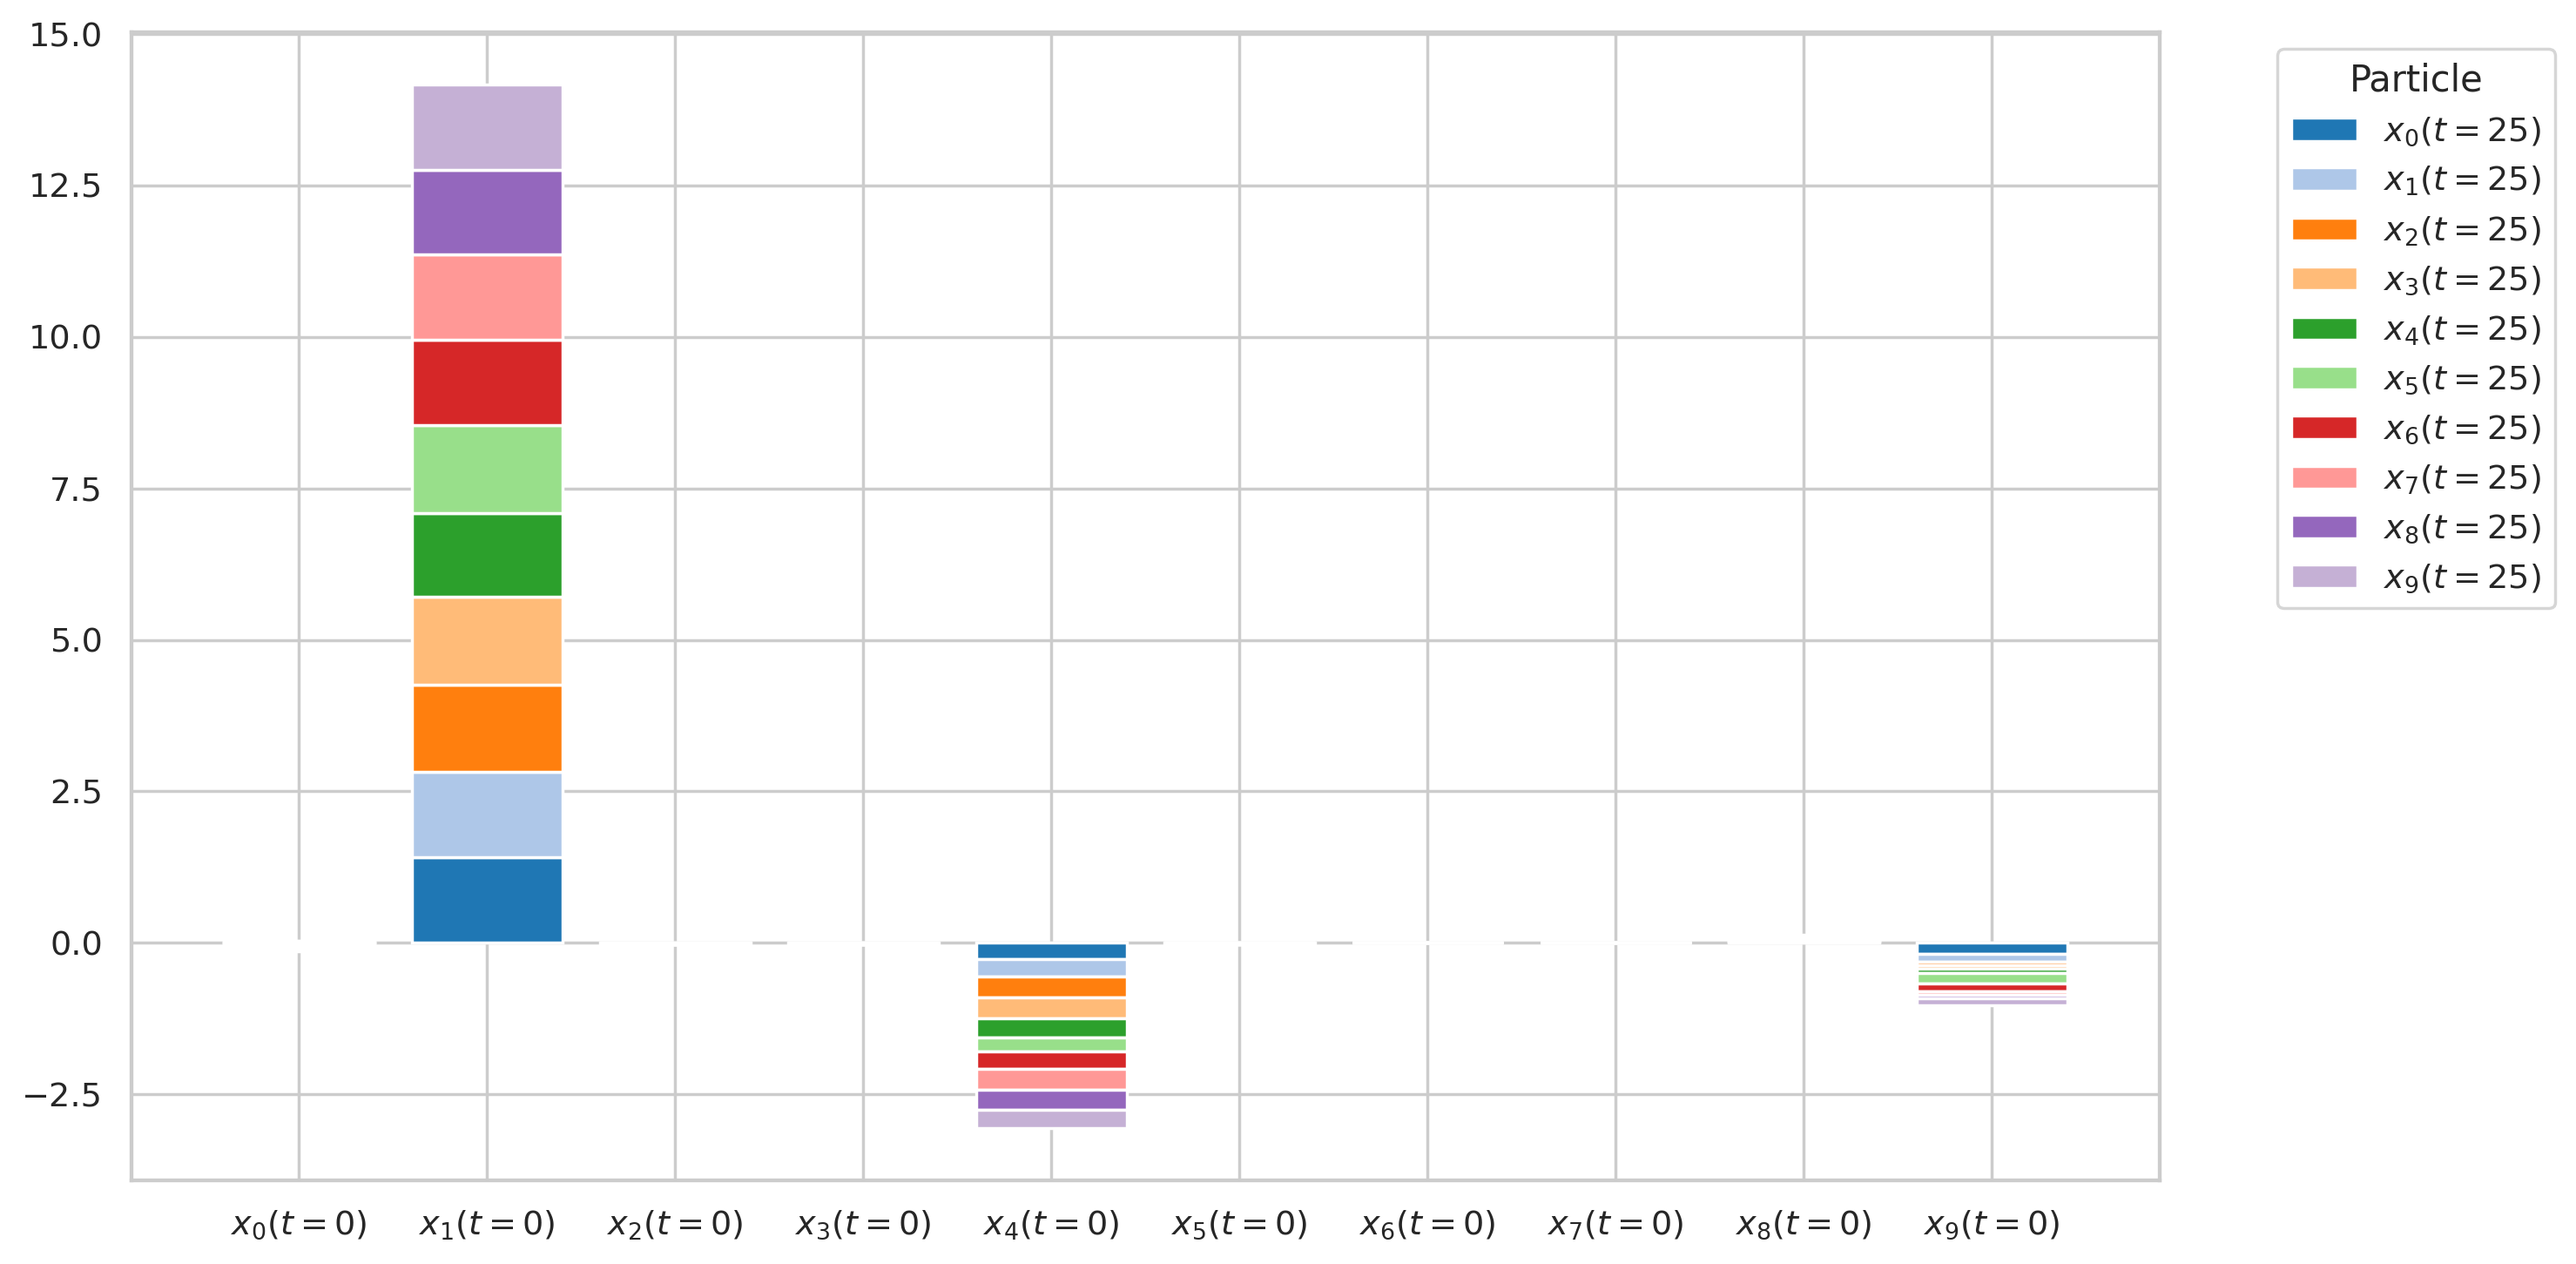 15.0
12.5
10.0
7.5
5.0
2.5
0.0
−2.5
x₀(t = 0) x₁(t = 0) x₂(t = 0) x₃(t = 0) x₄(t = 0) x₅(t = 0) x₆(t = 0) x₇(t = 0) x₈(t = 0) x₉(t = 0)
Particle
x₀(t = 25)
x₁(t = 25)
x₂(t = 25)
x₃(t = 25)
x₄(t = 25)
x₅(t = 25)
x₆(t = 25)
x₇(t = 25)
x₈(t = 25)
x₉(t = 25)